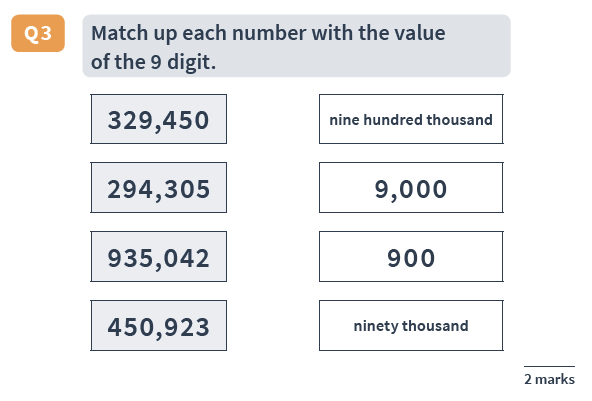 Q3
Match up each number with the value
of the 9 digit.
329,450
nine hundred thousand
294,305
9,000
935,042
900
450,923
ninety thousand
2 marks